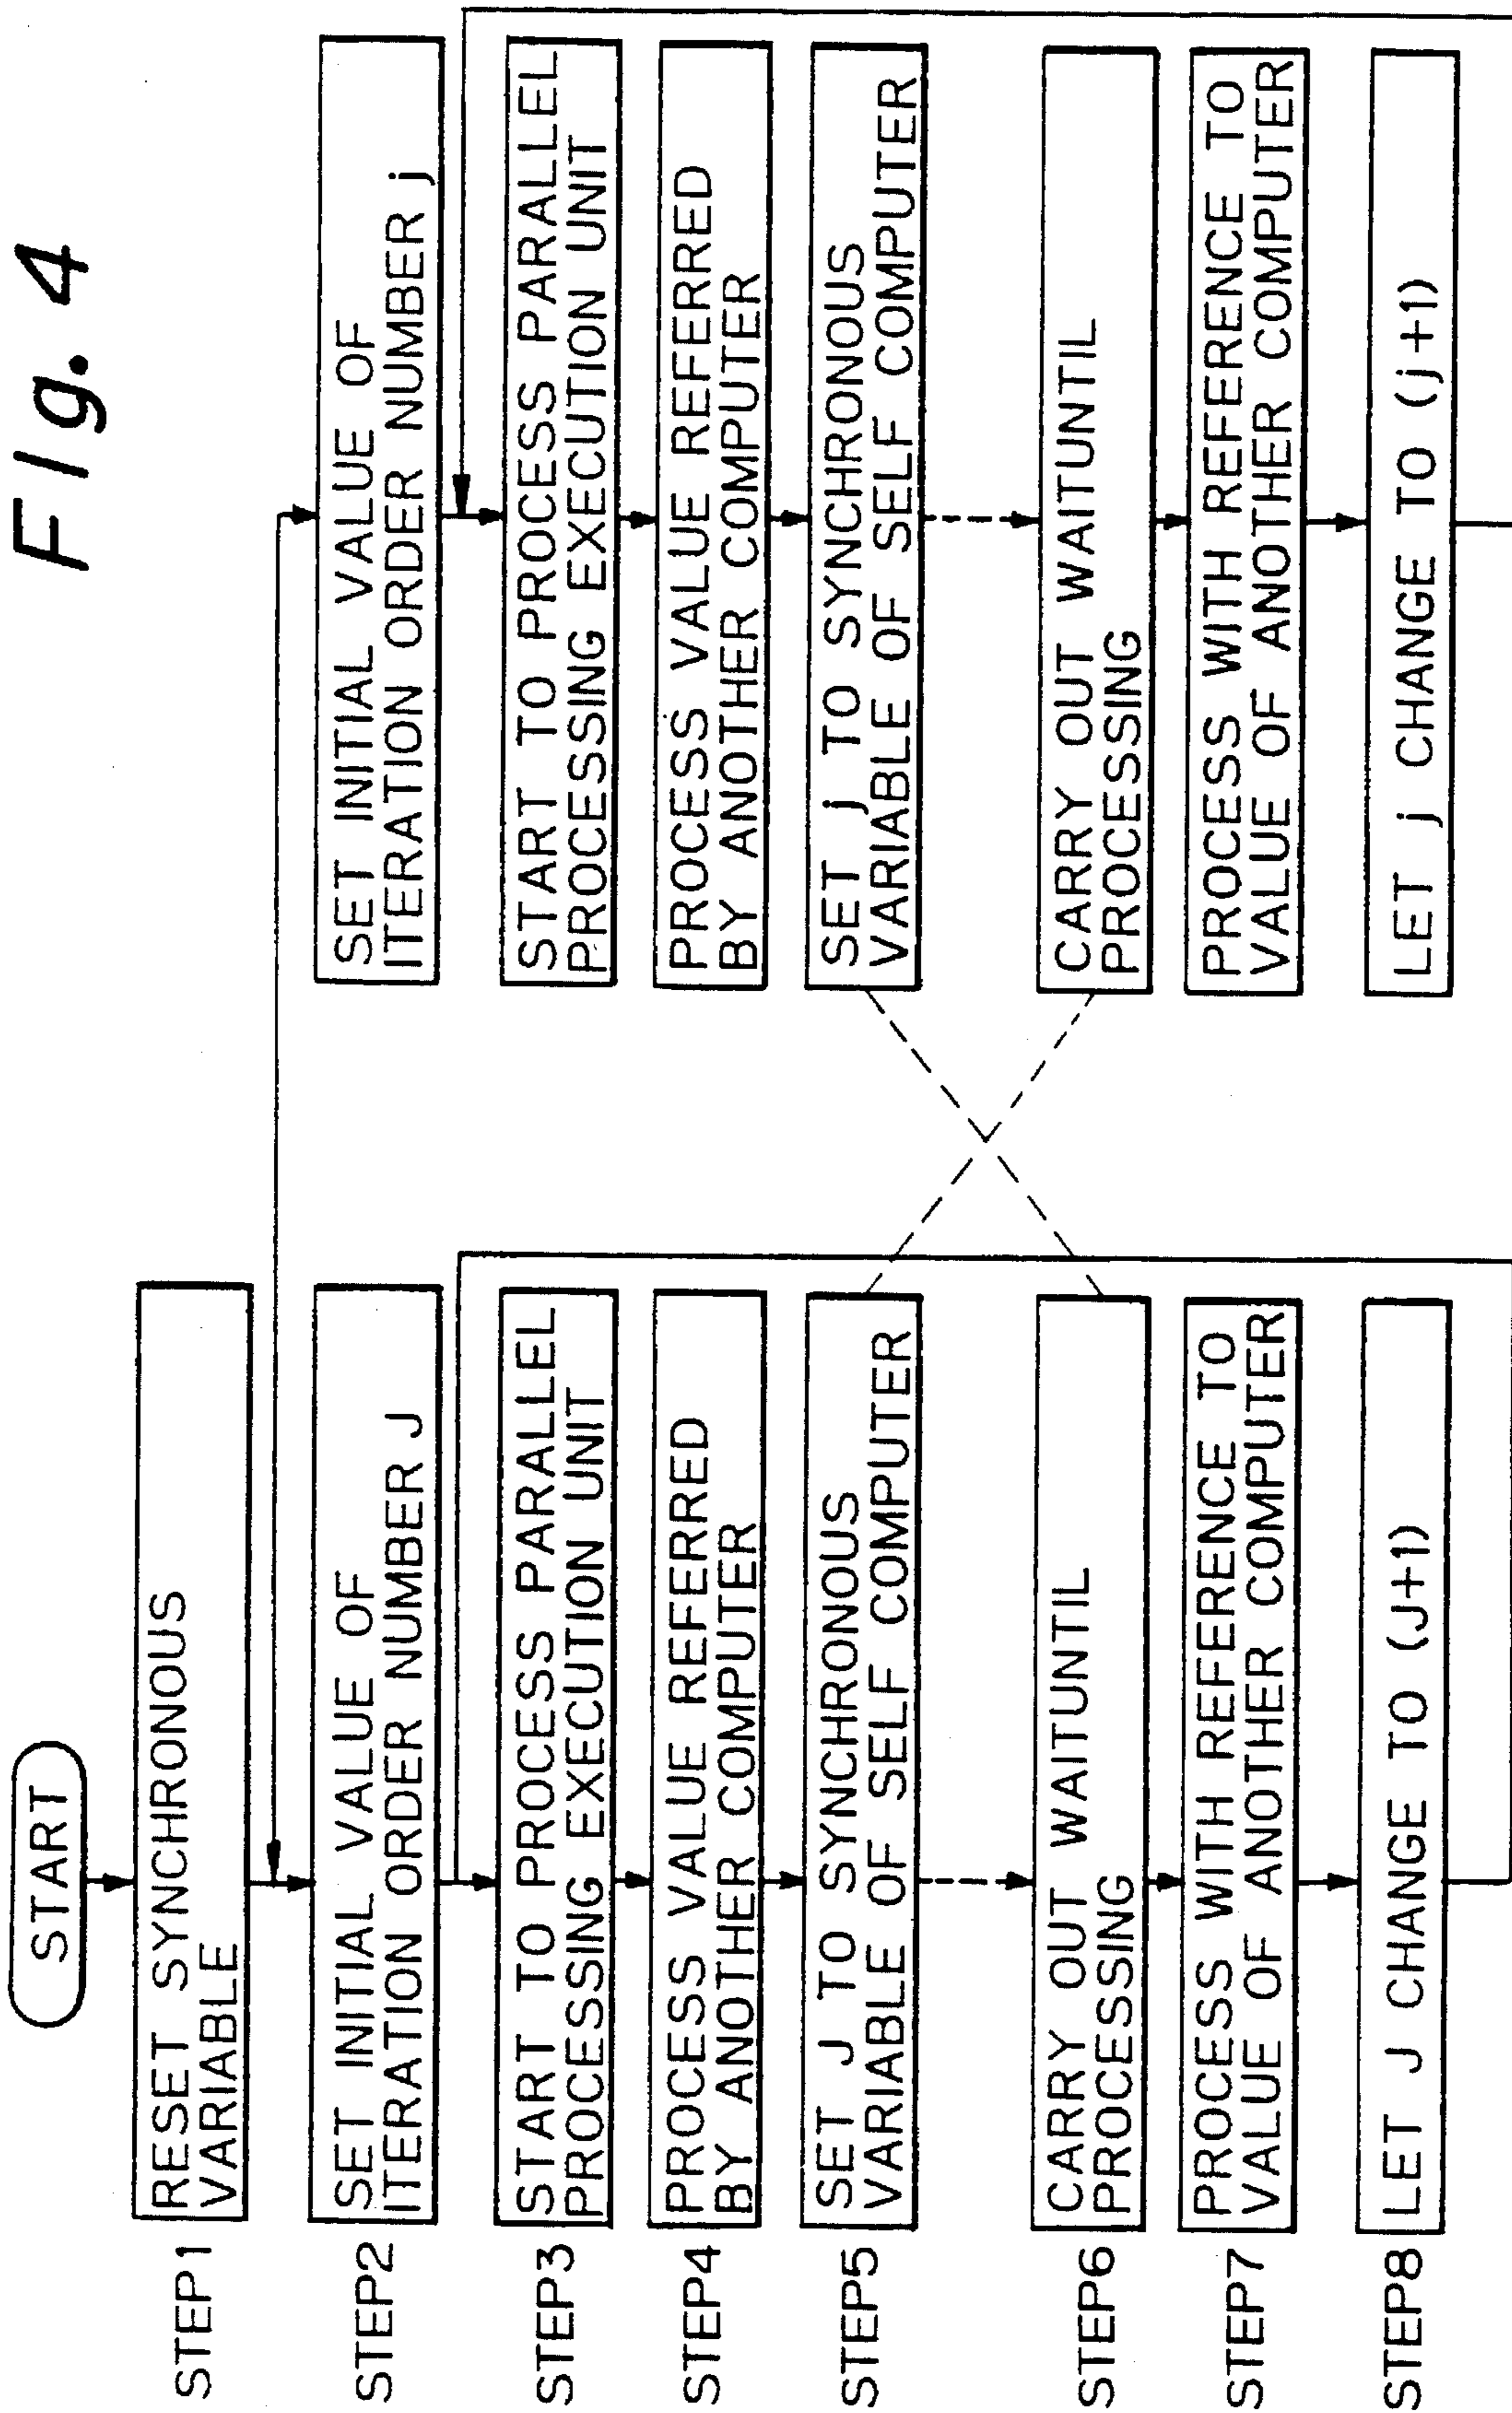 Fig. 4
START
STEP1
RESET SYNCHRONOUS
VARIABLE
STEP2
SET INITIAL VALUE OF
ITERATION ORDER NUMBER J
SET INITIAL VALUE OF
ITERATION ORDER NUMBER j
STEP3
START TO PROCESS PARALLEL
PROCESSING EXECUTION UNIT
START TO PROCESS PARALLEL
PROCESSING EXECUTION UNIT
STEP4
PROCESS VALUE REFERRED
BY ANOTHER COMPUTER
PROCESS VALUE REFERRED
BY ANOTHER COMPUTER
STEP5
SET J TO SYNCHRONOUS
VARIABLE OF SELF COMPUTER
SET j TO SYNCHRONOUS
VARIABLE OF SELF COMPUTER
STEP6
CARRY OUT WAITUNTIL
PROCESSING
CARRY OUT WAITUNTIL
PROCESSING
STEP7
PROCESS WITH REFERENCE TO
VALUE OF ANOTHER COMPUTER
PROCESS WITH REFERENCE TO
VALUE OF ANOTHER COMPUTER
STEP8
LET J CHANGE TO (J+1)
LET j CHANGE TO (j+1)